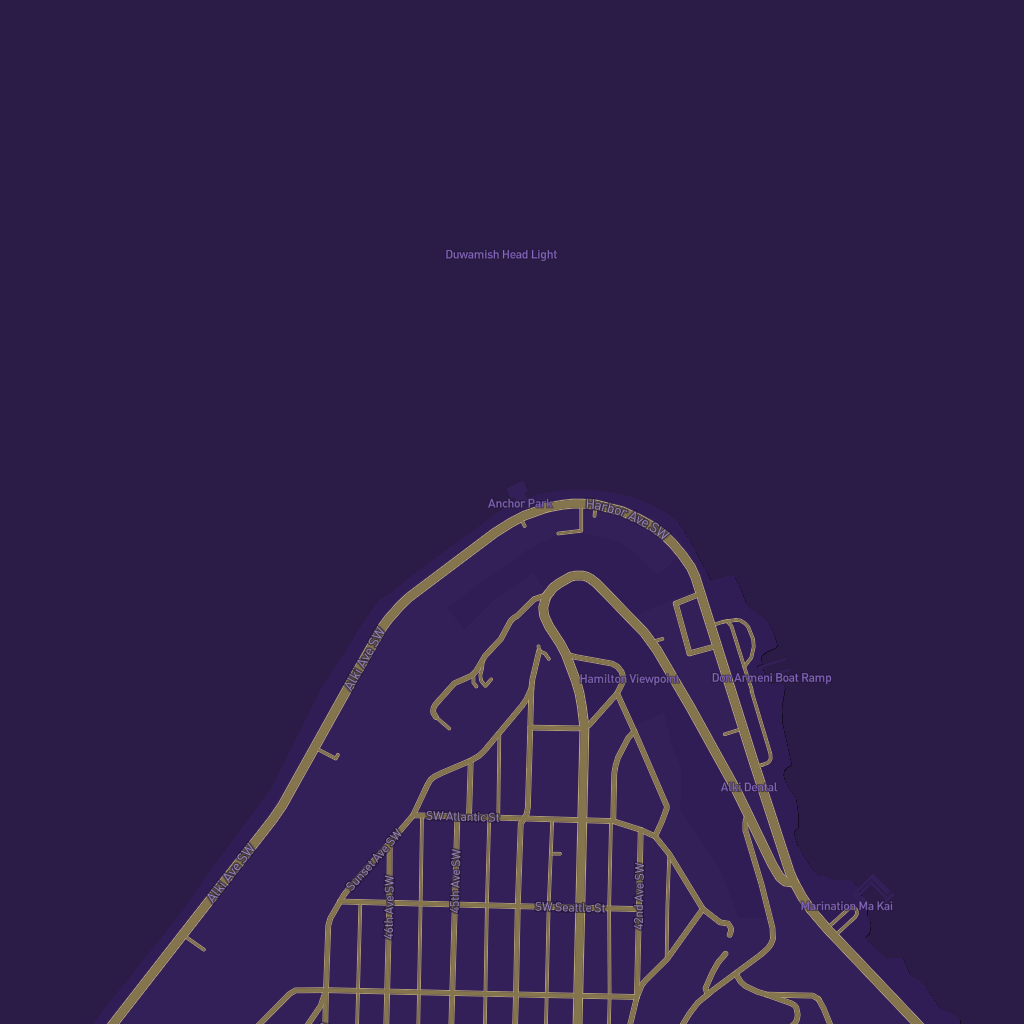 Duwamish Head Light
Anchor Park
Harbor Ave SW
Alki Ave SW
Hamilton Viewpoint
Don Armeni Boat Ramp
Alki Dental
SW Atlantic St
Sunset Ave SW
Alki Ave SW
46th Ave SW
45th Ave SW
42nd Ave SW
SW Seattle St
Marination Ma Kai